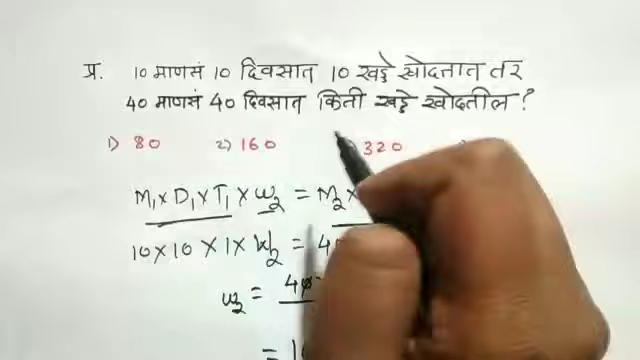 प्र. 10 माणसं 10 दिवसात 10 खड्डे खोदतात तर
40 माणसं 40 दिवसात किती खड्डे खोदतील ?
1) 80 2) 160 320
M₁ x D₁ x T₁ x W₂ = M₂ x
10 x 10 x 1 x W₂ = 4
W₂ =
=